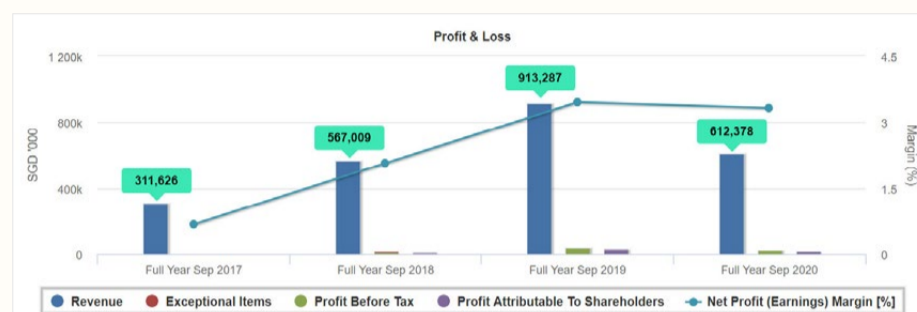 Profit & Loss
1 200k
800k
400k
0
SGD '000
4.5
3
1.5
0
Margin (%)
311,626
567,009
913,287
612,378
Full Year Sep 2017
Full Year Sep 2018
Full Year Sep 2019
Full Year Sep 2020
Revenue
Exceptional Items
Profit Before Tax
Profit Attributable To Shareholders
Net Profit (Earnings) Margin [%]